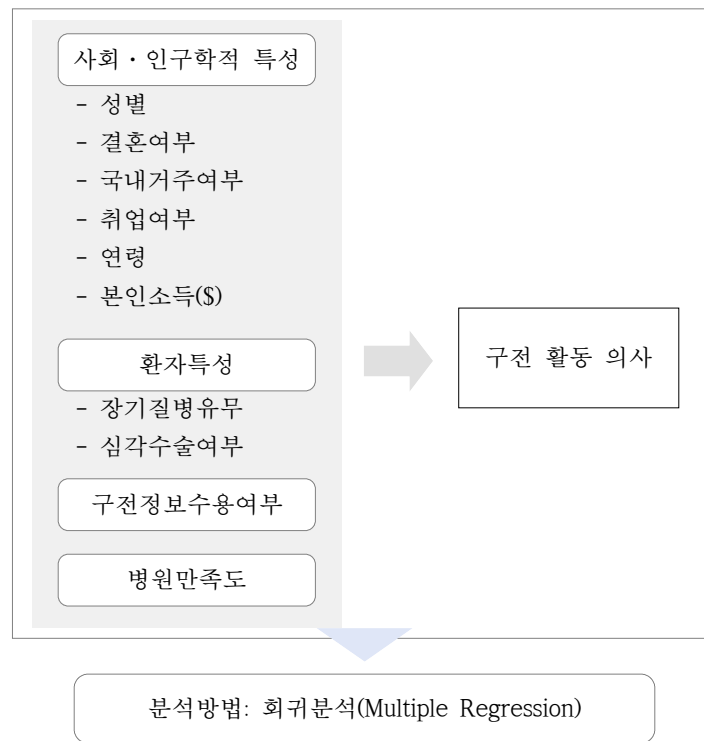 사회・인구학적 특성
- 성별
- 결혼여부
- 국내거주여부
- 취업여부
- 연령
- 본인소득($)
환자특성
- 장기질병유무
- 심각수술여부
구전정보수용여부
병원만족도
구전 활동 의사
분석방법: 회귀분석(Multiple Regression)